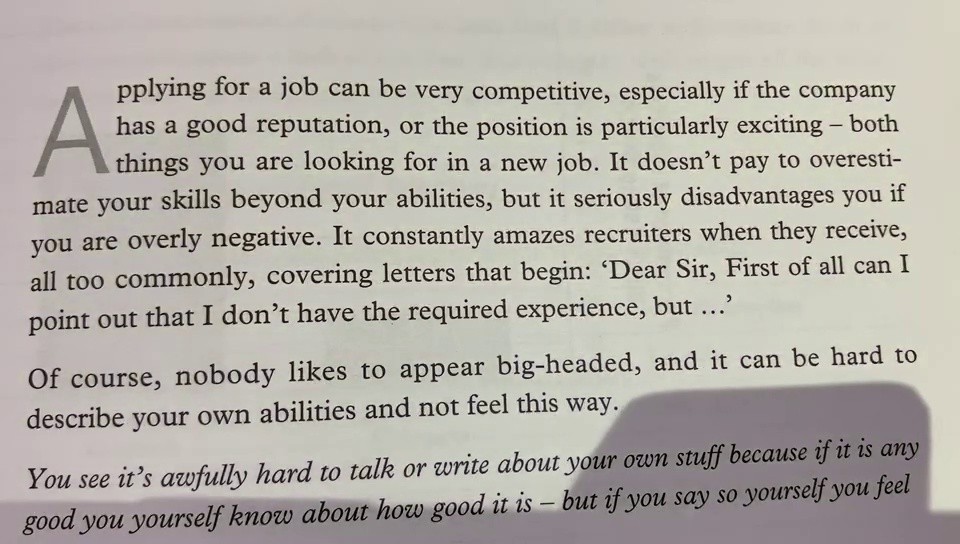 Applying for a job can be very competitive, especially if the company
has a good reputation, or the position is particularly exciting – both
things you are looking for in a new job. It doesn’t pay to overesti-
mate your skills beyond your abilities, but it seriously disadvantages you if
you are overly negative. It constantly amazes recruiters when they receive,
all too commonly, covering letters that begin: ‘Dear Sir, First of all can I
point out that I don’t have the required experience, but …’
Of course, nobody likes to appear big-headed, and it can be hard to
describe your own abilities and not feel this way.
You see it’s awfully hard to talk or write about your own stuff because if it is any
good you yourself know about how good it is – but if you say so yourself you feel